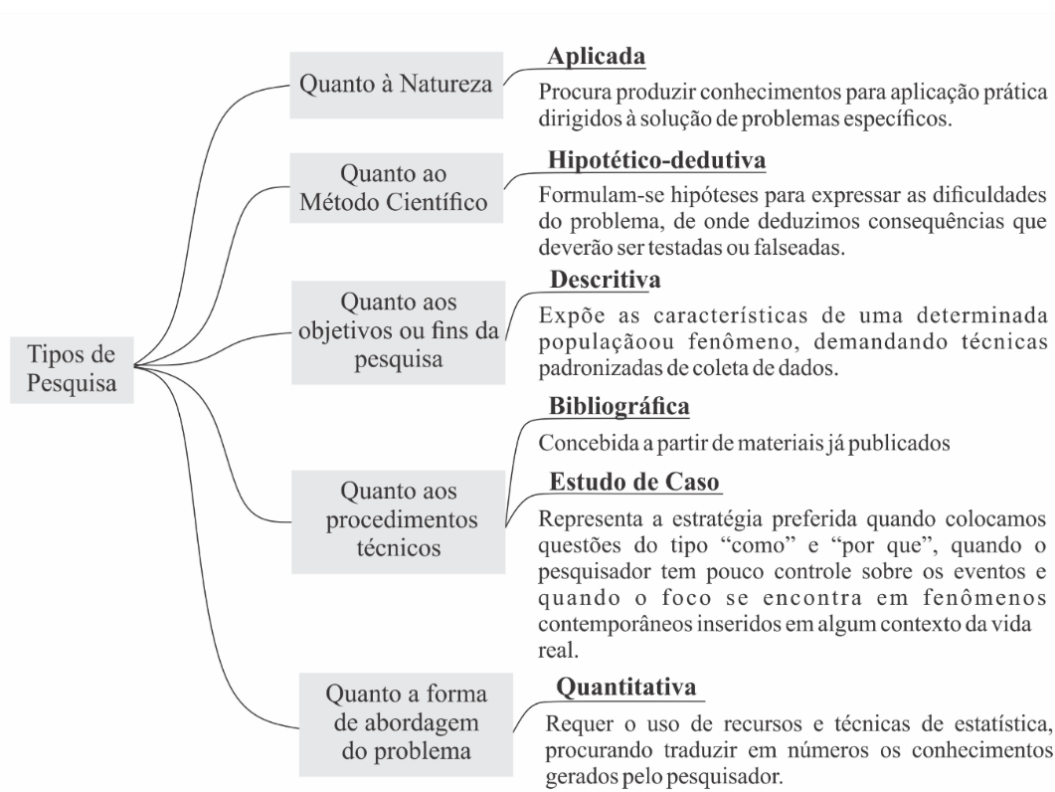 Tipos de
Pesquisa
Quanto à Natureza
Aplicada
Procura produzir conhecimentos para aplicação prática
dirigidos à solução de problemas específicos.
Quanto ao
Método Científico
Hipotético-dedutiva
Formulam-se hipóteses para expressar as dificuldades
do problema, de onde deduzimos consequências que
deverão ser testadas ou falseadas.
Quanto aos
objetivos ou fins da
pesquisa
Descritiva
Expõe as características de uma determinada
populaçãoou fenômeno, demandando técnicas
padronizadas de coleta de dados.
Quanto aos
procedimentos
técnicos
Bibliográfica
Concebida a partir de materiais já publicados
Estudo de Caso
Representa a estratégia preferida quando colocamos
questões do tipo “como” e “por que”, quando o
pesquisador tem pouco controle sobre os eventos e
quando o foco se encontra em fenômenos
contemporâneos inseridos em algum contexto da vida
real.
Quanto a forma
de abordagem
do problema
Quantitativa
Requer o uso de recursos e técnicas de estatística,
procurando traduzir em números os conhecimentos
gerados pelo pesquisador.